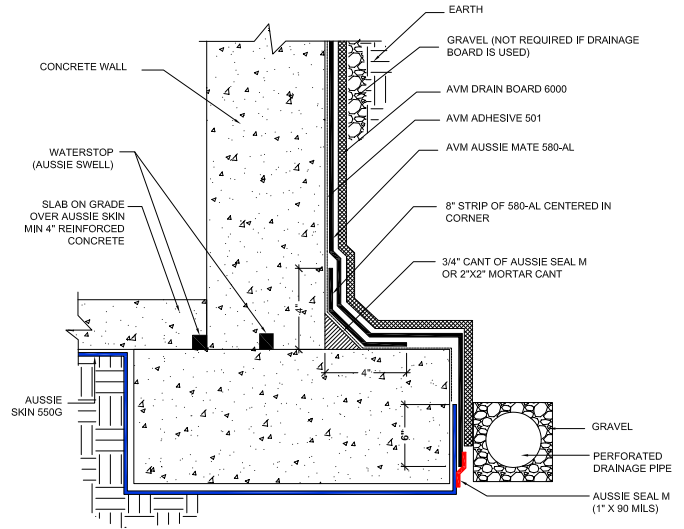 EARTH
GRAVEL (NOT REQUIRED IF DRAINAGE
BOARD IS USED)
CONCRETE WALL
AVM DRAIN BOARD 6000
AVM ADHESIVE 501
AVM AUSSIE MATE 580-AL
WATERSTOP
(AUSSIE SWELL)
SLAB ON GRADE
OVER AUSSIE SKIN
MIN 4" REINFORCED
CONCRETE
8" STRIP OF 580-AL CENTERED IN
CORNER
3/4" CANT OF AUSSIE SEAL M
OR 2"X2" MORTAR CANT
4"
4"
6"
AUSSIE
SKIN 550G
GRAVEL
PERFORATED
DRAINAGE PIPE
AUSSIE SEAL M
(1" X 90 MILS)